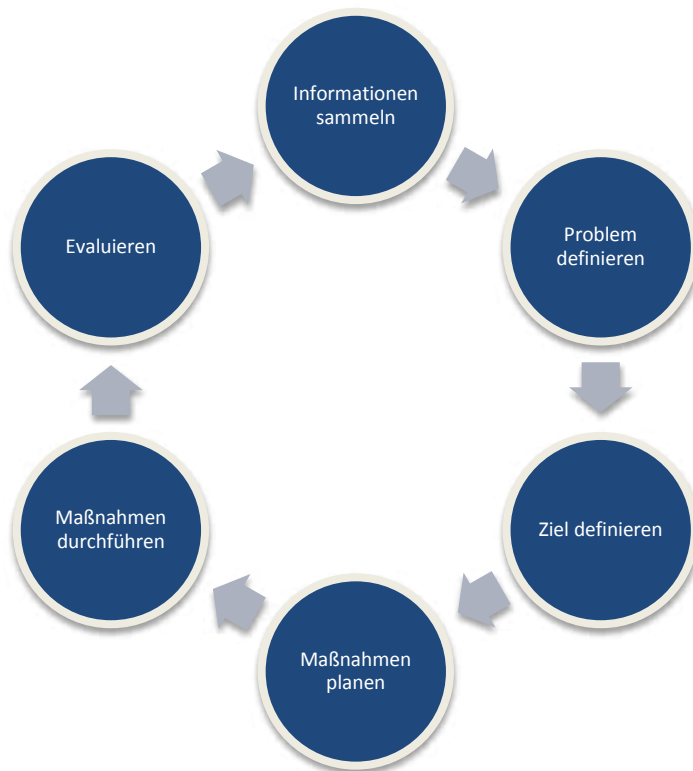 Informationen
sammeln
Problem
definieren
Ziel definieren
Maßnahmen
planen
Maßnahmen
durchführen
Evaluieren